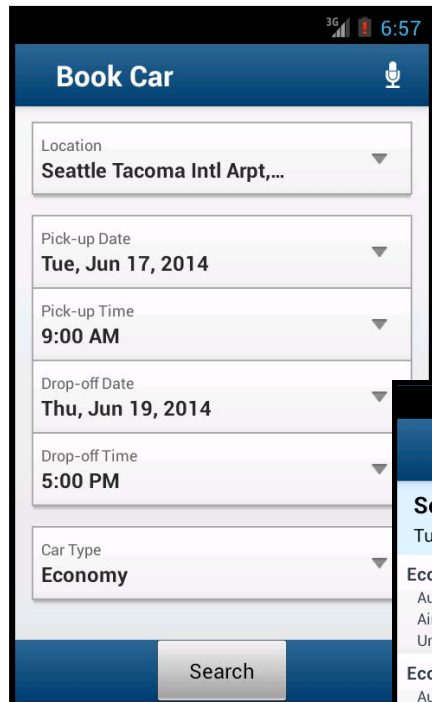 3G 6:57
Book Car
Location
Seattle Tacoma Intl Arpt,...
Pick-up Date
Tue, Jun 17, 2014
Pick-up Time
9:00 AM
Drop-off Date
Thu, Jun 19, 2014
Drop-off Time
5:00 PM
Car Type
Economy
Search